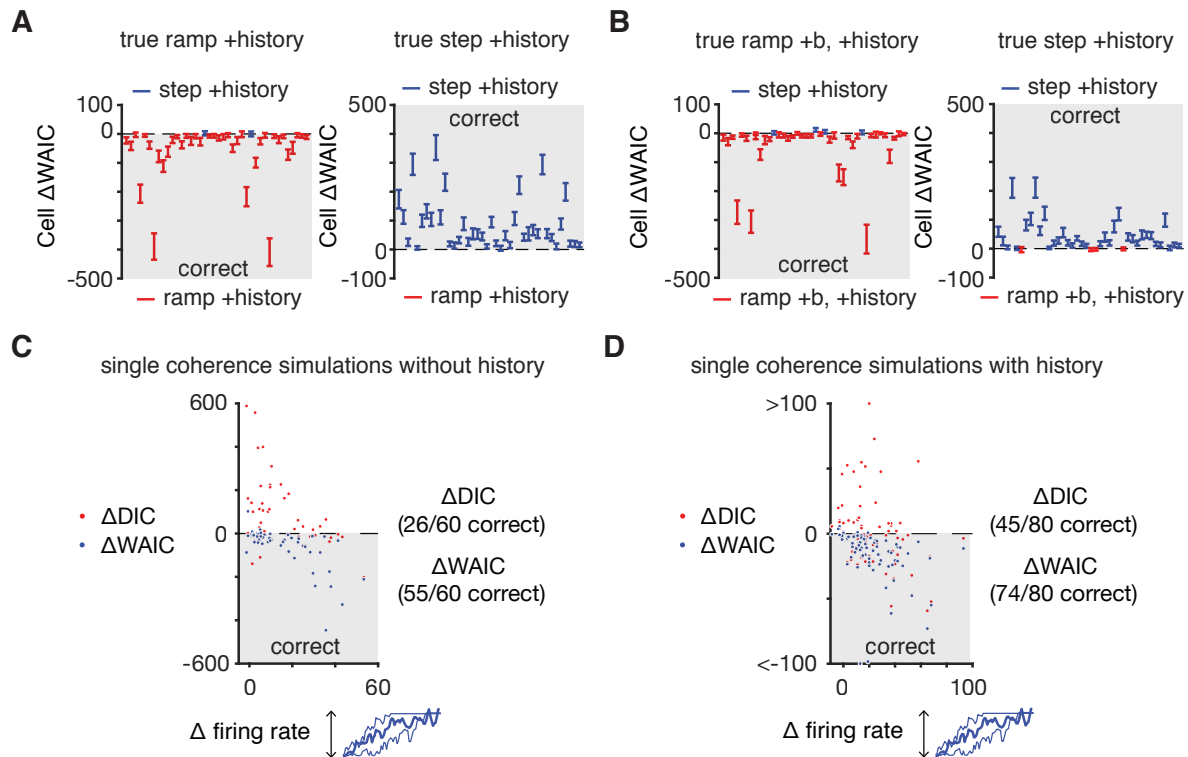 A
true ramp +history
true step +history
step +history
step +history
100
0
-500
Cell ΔWAIC
correct
ramp +history
500
0
-100
Cell ΔWAIC
correct
ramp +history
B
true ramp +b, +history
true step +history
step +history
step +history
100
0
-500
Cell ΔWAIC
correct
ramp +b, +history
500
0
-100
Cell ΔWAIC
correct
ramp +b, +history
C
single coherence simulations without history
600
0
-600
ΔDIC
ΔWAIC
ΔDIC
(26/60 correct)
ΔWAIC
(55/60 correct)
correct
0
60
Δ firing rate
D
single coherence simulations with history
>100
0
<-100
ΔDIC
ΔWAIC
ΔDIC
(45/80 correct)
ΔWAIC
(74/80 correct)
correct
0
100
Δ firing rate